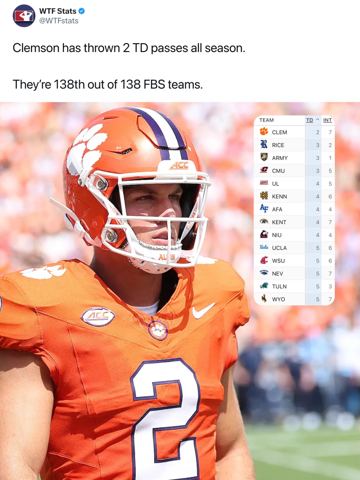 WTF Stats
@WTFstats
Clemson has thrown 2 TD passes all season.
They're 138th out of 138 FBS teams.
TEAM TD INT
CLEM 2 7
RICE 3 2
ARMY 3 1
CMU 3 5
UL 4 5
KENN 4 6
AFA 4 4
KENT 4 7
NIU 4 4
UCLA 5 6
WSU 5 6
NEV 5 7
TULN 5 3
WYO 5 7
ACC
ACC
2